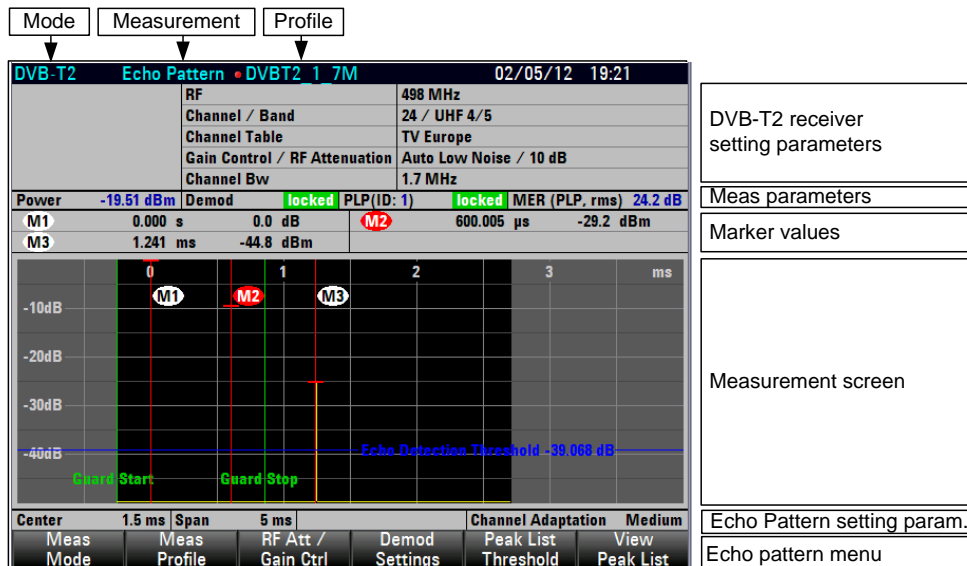 Mode Measurement Profile
DVB-T2 Echo Pattern DVBT2_1_7M 02/05/12 19:21
RF 498 MHz
Channel / Band 24 / UHF 4/5
Channel Table TV Europe
Gain Control / RF Attenuation Auto Low Noise / 10 dB
Channel Bw 1.7 MHz
DVB-T2 receiver
setting parameters
Power -19.51 dBm Demod locked PLP(ID: 1) locked MER (PLP, rms) 24.2 dB
Meas parameters
M1 0.000 s 0.0 dB M2 600.005 µs -29.2 dBm
M3 1.241 ms -44.8 dBm
Marker values
0 1 2 3 ms
M1 M2 M3
-10dB
-20dB
-30dB
-40dB
Echo Detection Threshold -39.068 dB
Guard Start Guard Stop
Measurement screen
Center 1.5 ms Span 5 ms Channel Adaptation Medium
Echo Pattern setting param.
Meas Meas RF Att / Demod Peak List View
Mode Profile Gain Ctrl Settings Threshold Peak List
Echo pattern menu